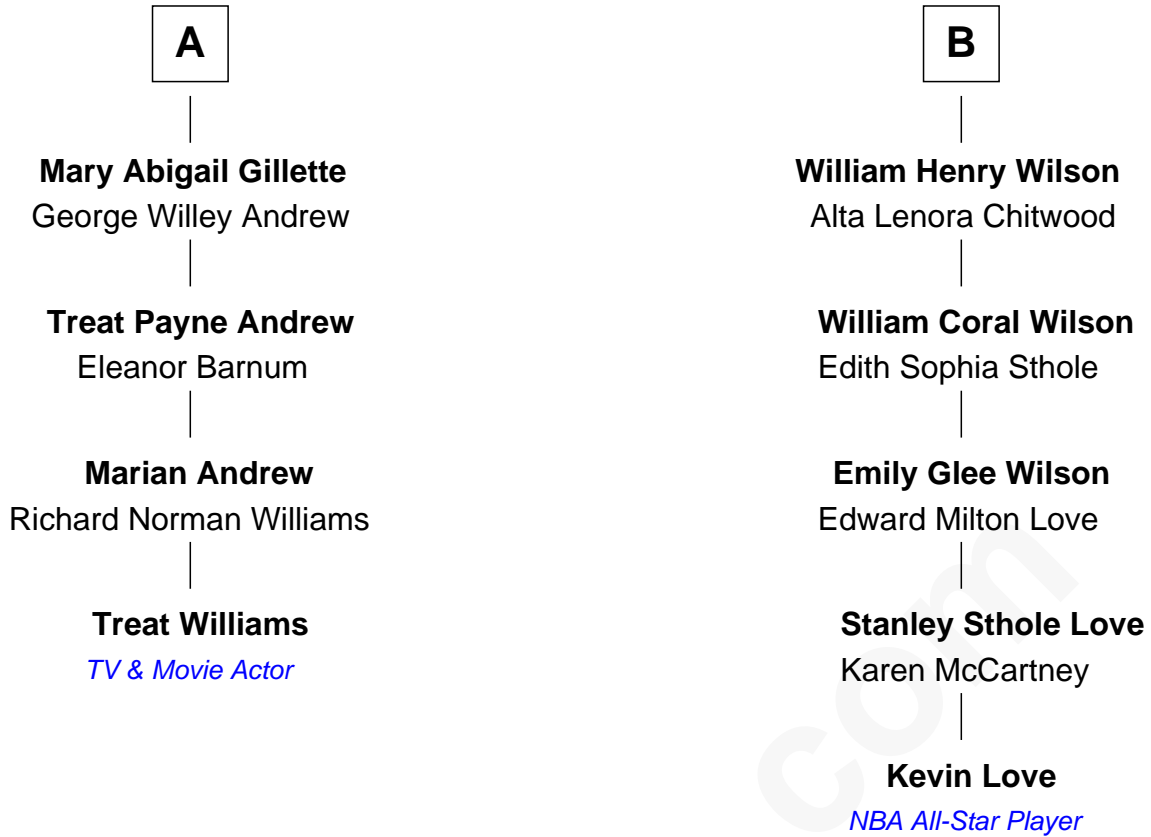 A
Mary Abigail Gillette
George Willey Andrew
Treat Payne Andrew
Eleanor Barnum
Marian Andrew
Richard Norman Williams
Treat Williams
TV & Movie Actor
B
William Henry Wilson
Alta Lenora Chitwood
William Coral Wilson
Edith Sophia Sthole
Emily Glee Wilson
Edward Milton Love
Stanley Sthole Love
Karen McCartney
Kevin Love
NBA All-Star Player
com